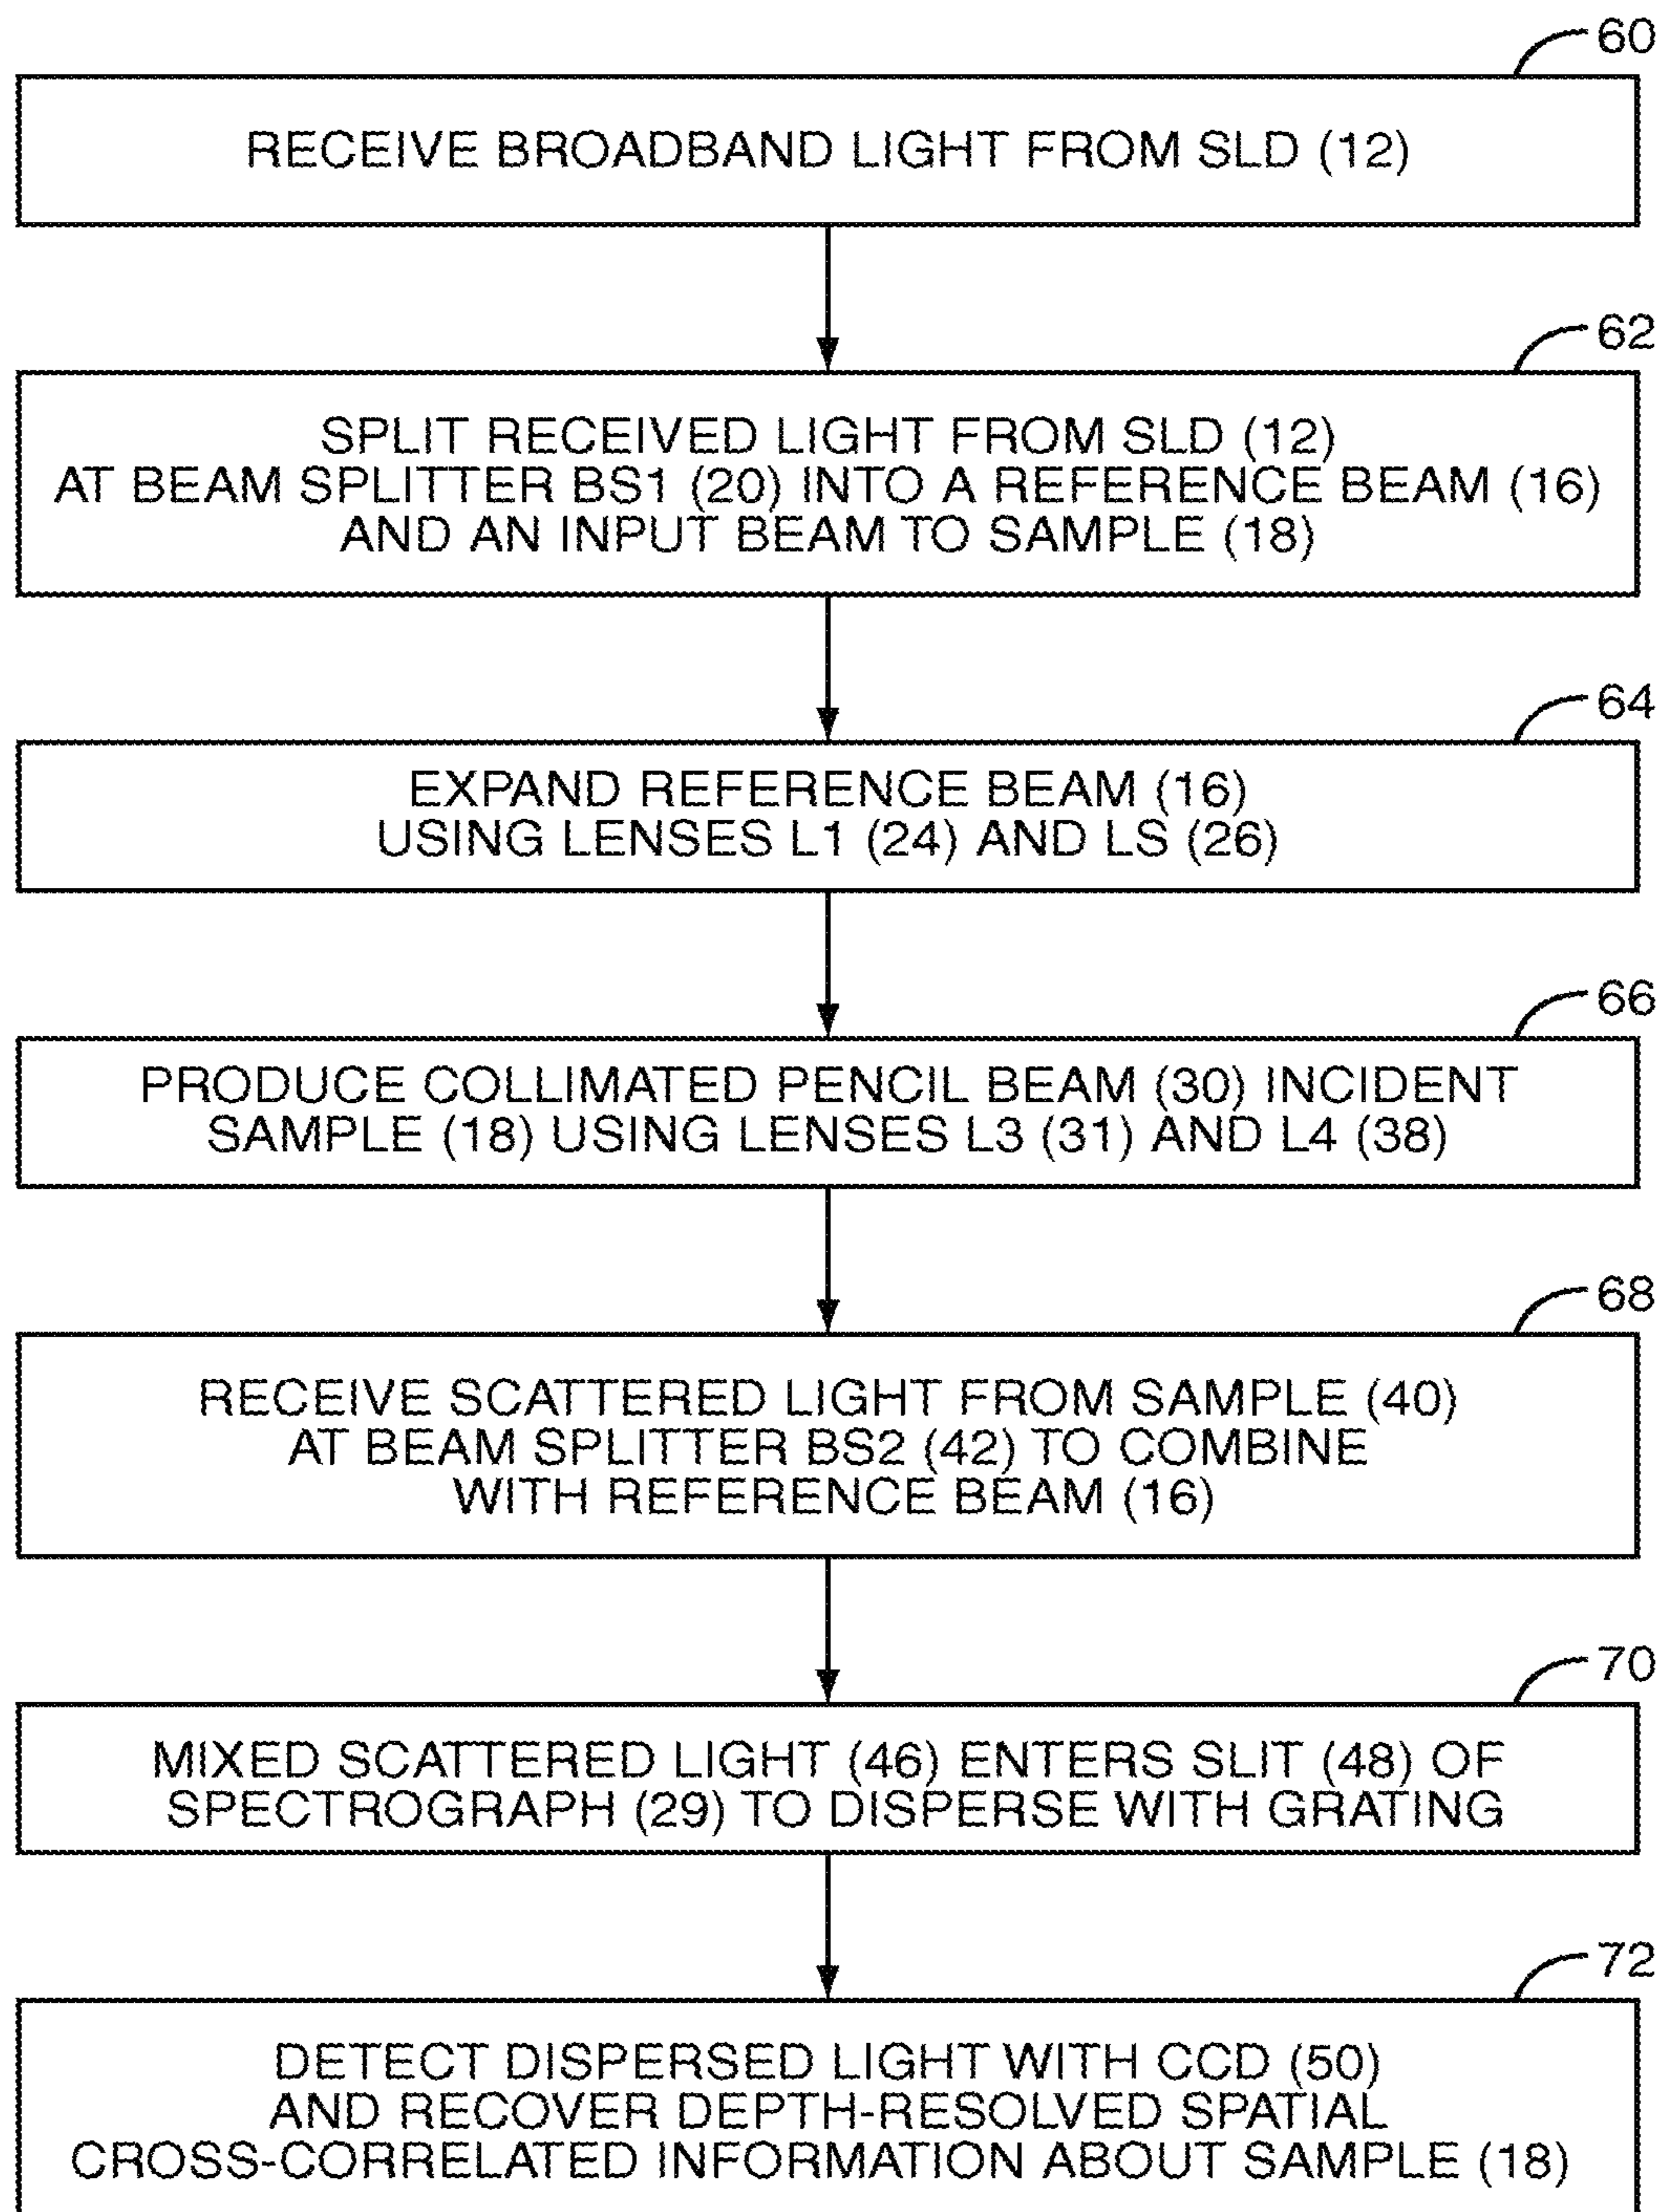 60
RECEIVE BROADBAND LIGHT FROM SLD (12)
62
SPLIT RECEIVED LIGHT FROM SLD (12)
AT BEAM SPLITTER BS1 (20) INTO A REFERENCE BEAM (16)
AND AN INPUT BEAM TO SAMPLE (18)
64
EXPAND REFERENCE BEAM (16)
USING LENSES L1 (24) AND LS (26)
66
PRODUCE COLLIMATED PENCIL BEAM (30) INCIDENT
SAMPLE (18) USING LENSES L3 (31) AND L4 (38)
68
RECEIVE SCATTERED LIGHT FROM SAMPLE (40)
AT BEAM SPLITTER BS2 (42) TO COMBINE
WITH REFERENCE BEAM (16)
70
MIXED SCATTERED LIGHT (46) ENTERS SLIT (48) OF
SPECTROGRAPH (29) TO DISPERSE WITH GRATING
72
DETECT DISPERSED LIGHT WITH CCD (50)
AND RECOVER DEPTH-RESOLVED SPATIAL
CROSS-CORRELATED INFORMATION ABOUT SAMPLE (18)